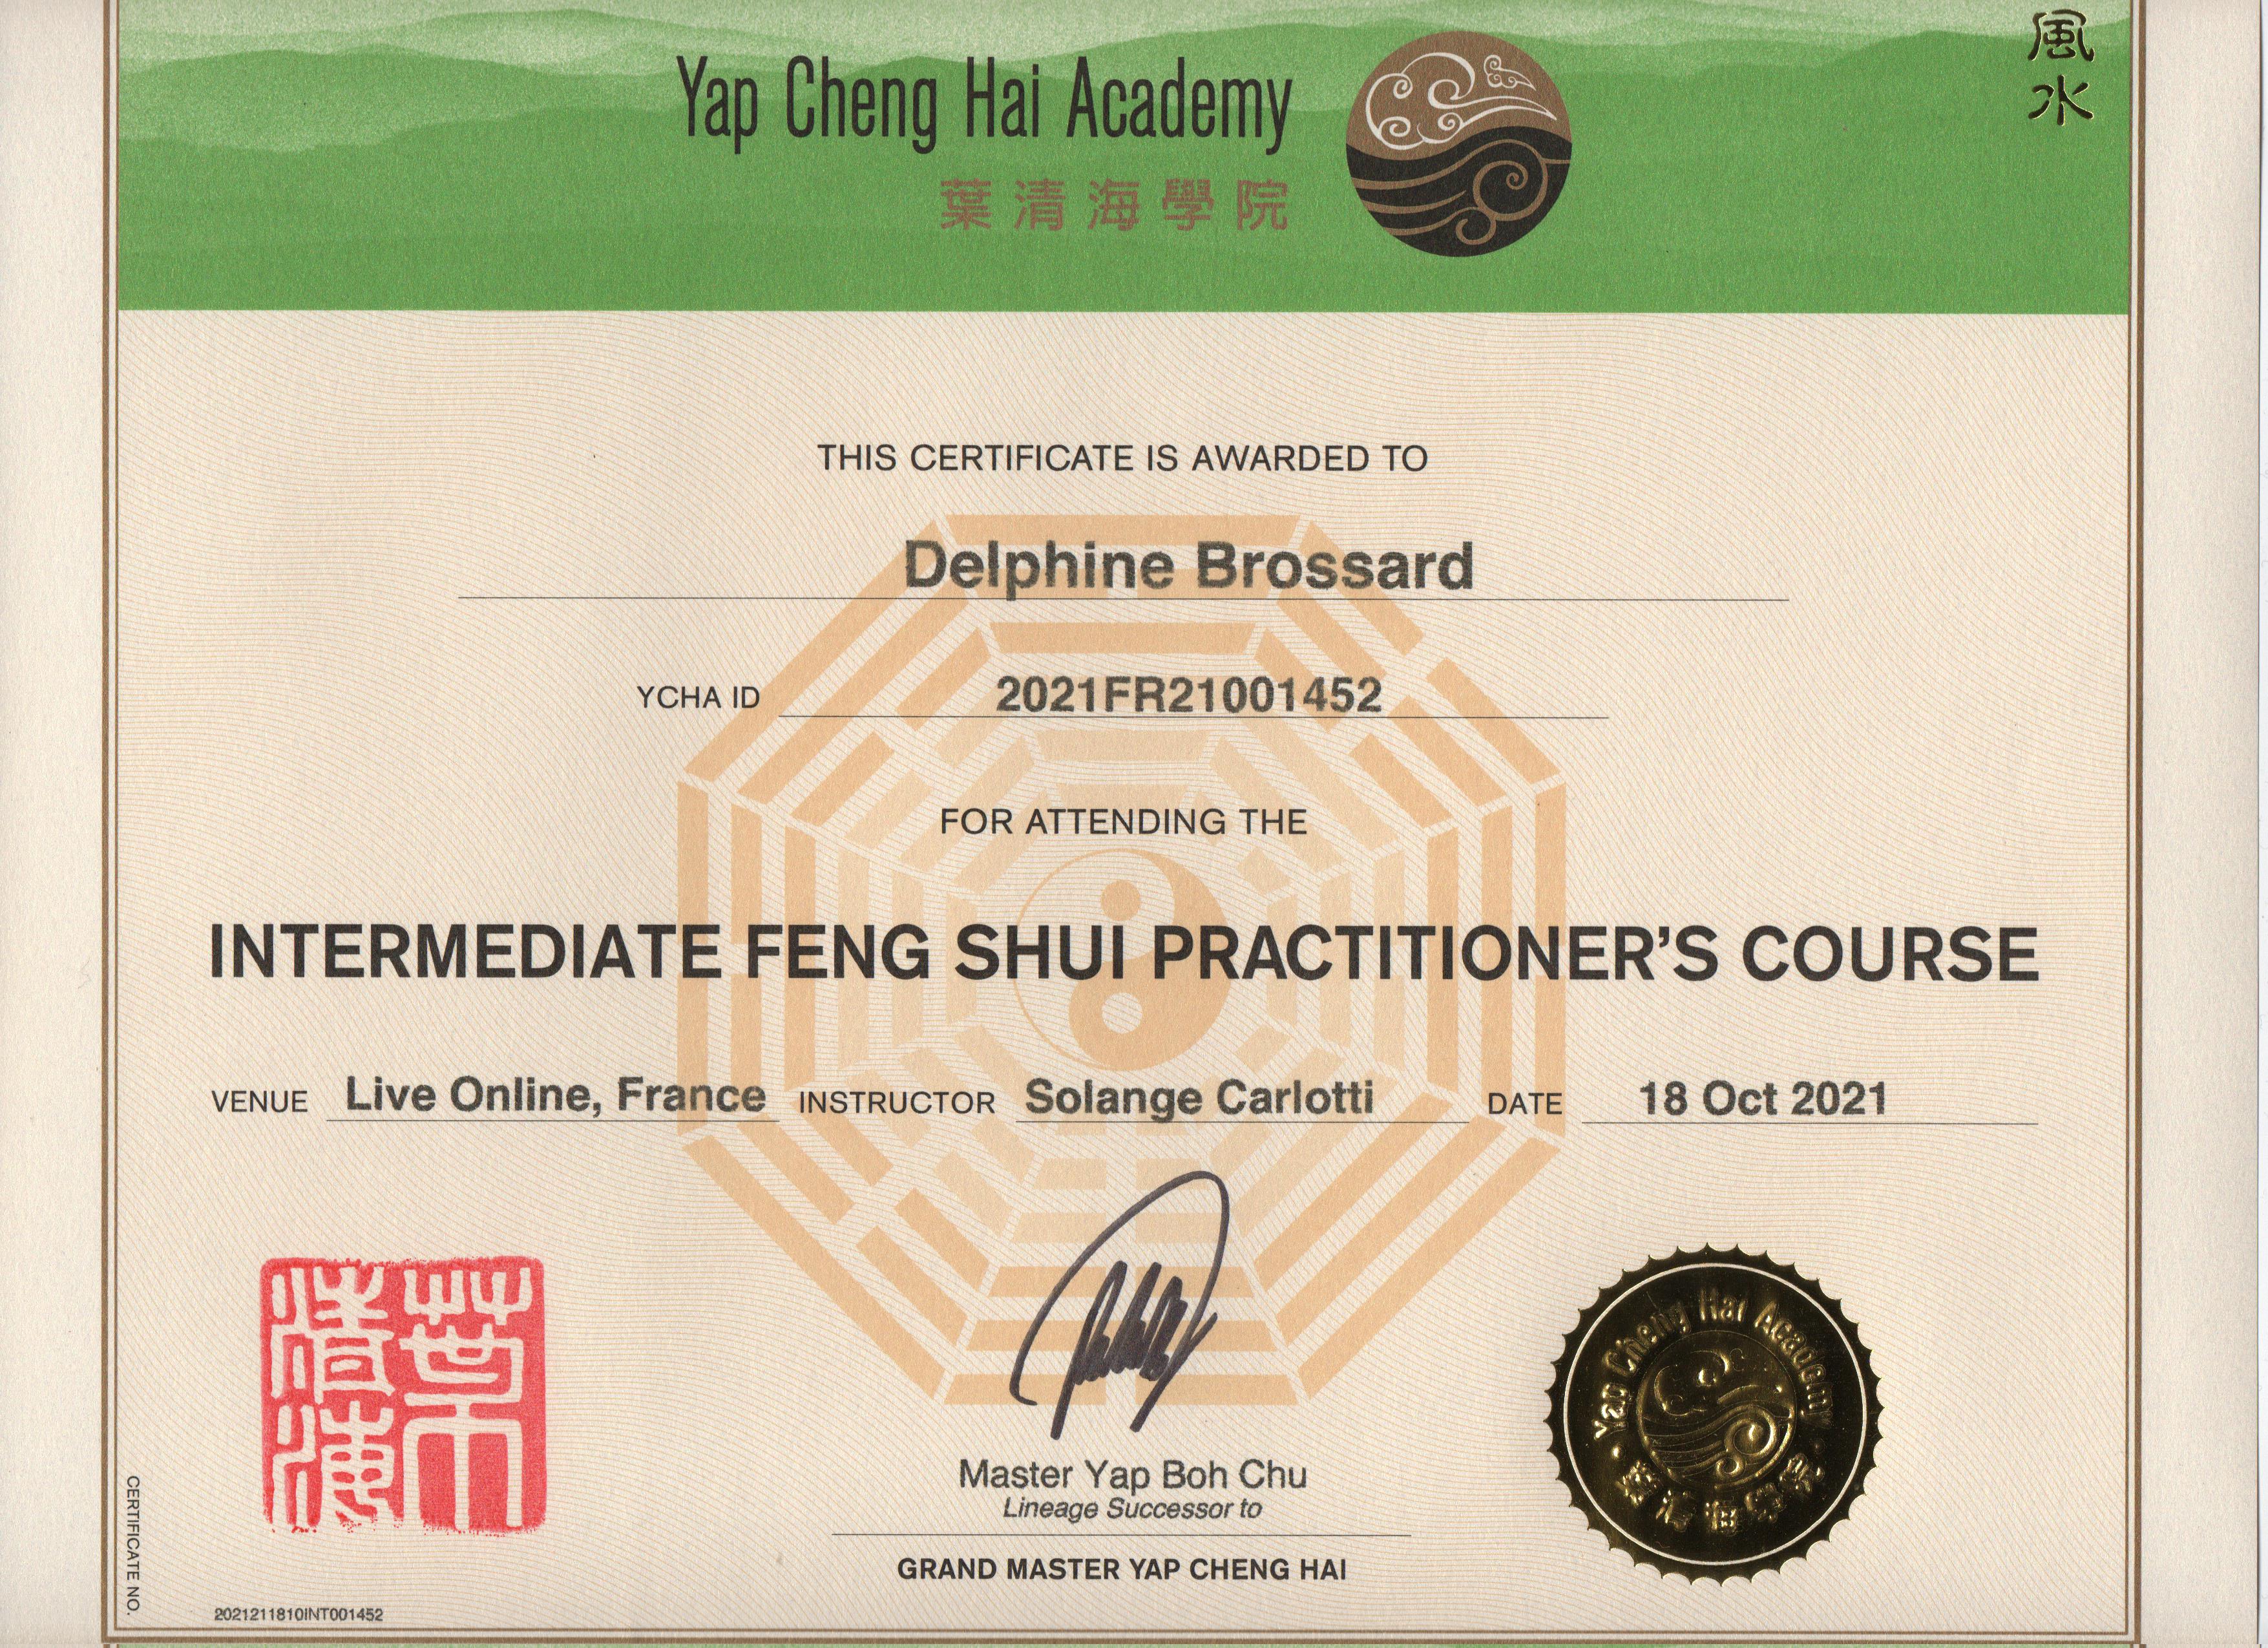 Yap Cheng Hai Academy
葉清海學院
風
水
THIS CERTIFICATE IS AWARDED TO
Delphine Brossard
YCHA ID 2021FR21001452
FOR ATTENDING THE
INTERMEDIATE FENG SHUI PRACTITIONER'S COURSE
VENUE Live Online, France INSTRUCTOR Solange Carlotti DATE 18 Oct 2021
葉清海
Yap Cheng Hai Academy
葉清海學院
Master Yap Boh Chu
Lineage Successor to
GRAND MASTER YAP CHENG HAI
CERTIFICATE NO.
2021211810INT001452